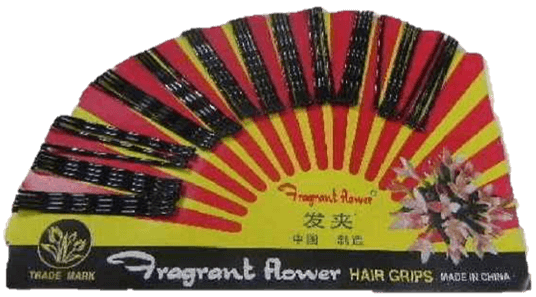 Fragrant flower
发夹
中国 制造
TRADE MARK
Fragrant flower HAIR GRIPS MADE IN CHINA